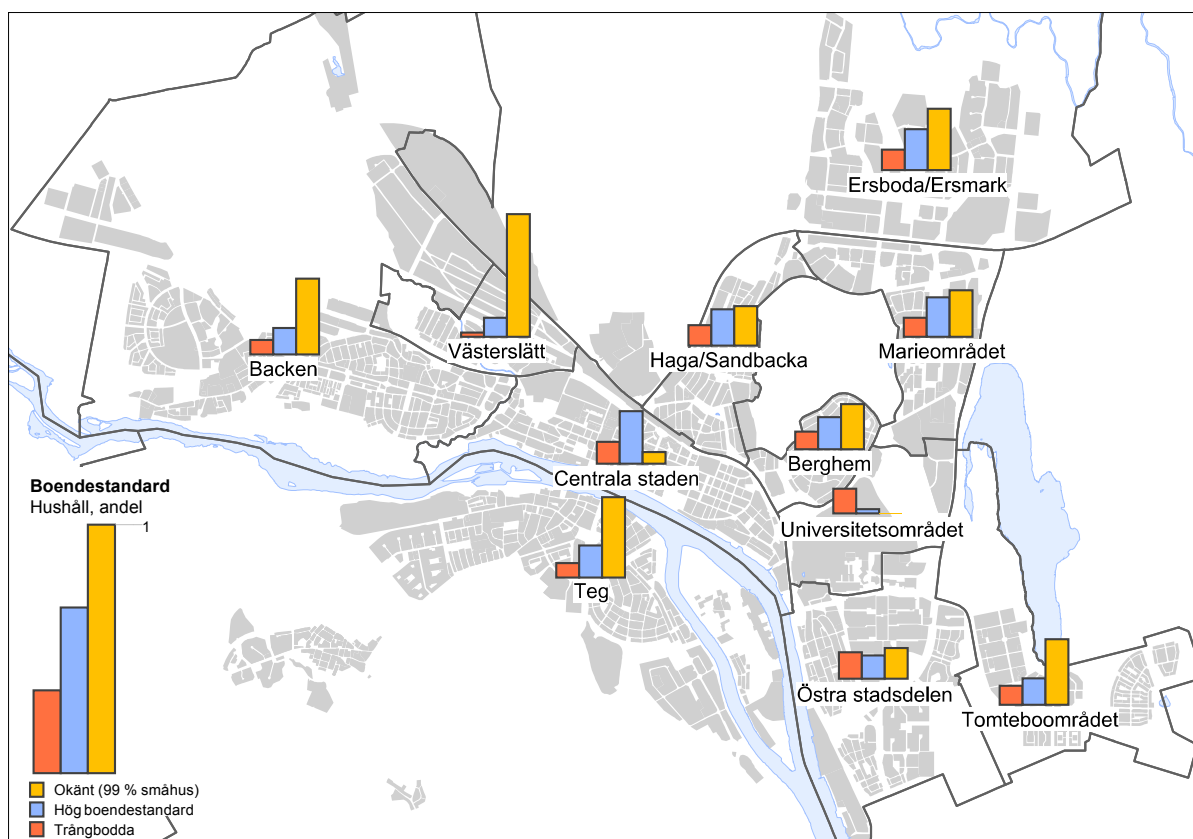 Ersboda/Ersmark
Västerslätt
Haga/Sandbacka
Marieområdet
Backen
Berghem
Centrala staden
Universitetsområdet
Teg
Östra stadsdelen
Tomteboområdet
Boendestandard
Hushåll, andel
1
Okänt (99 % småhus)
Hög boendestandard
Trångbodda